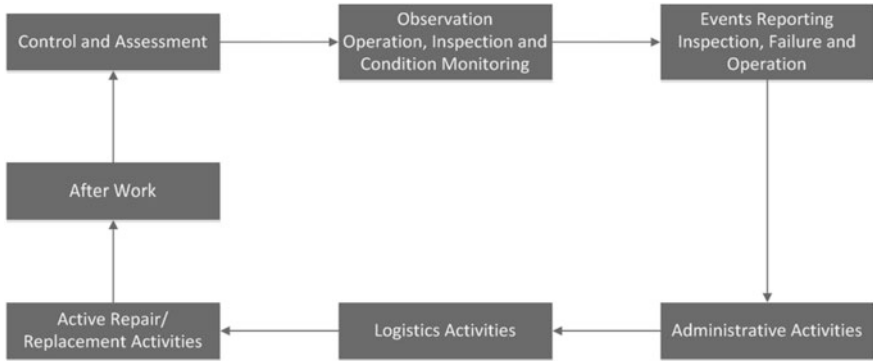 Control and Assessment
Observation
Operation, Inspection and
Condition Monitoring
Events Reporting
Inspection, Failure and
Operation
After Work
Active Repair/
Replacement Activities
Logistics Activities
Administrative Activities